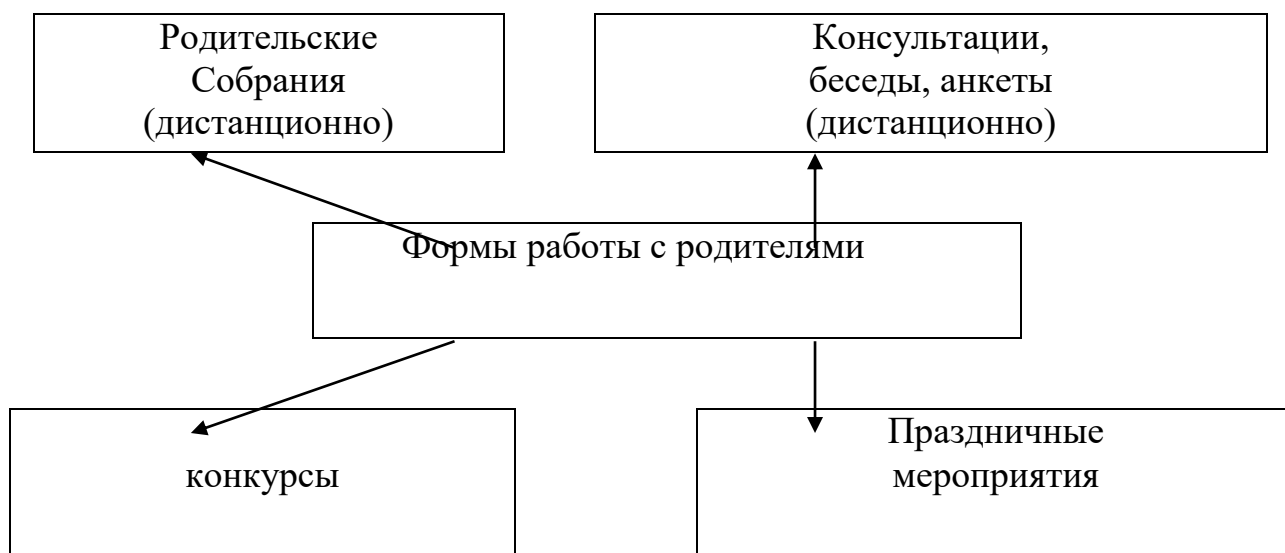 Родительские
Собрания
(дистанционно)
Консультации,
беседы, анкеты
(дистанционно)
Формы работы с родителями
конкурсы
Праздничные
мероприятия